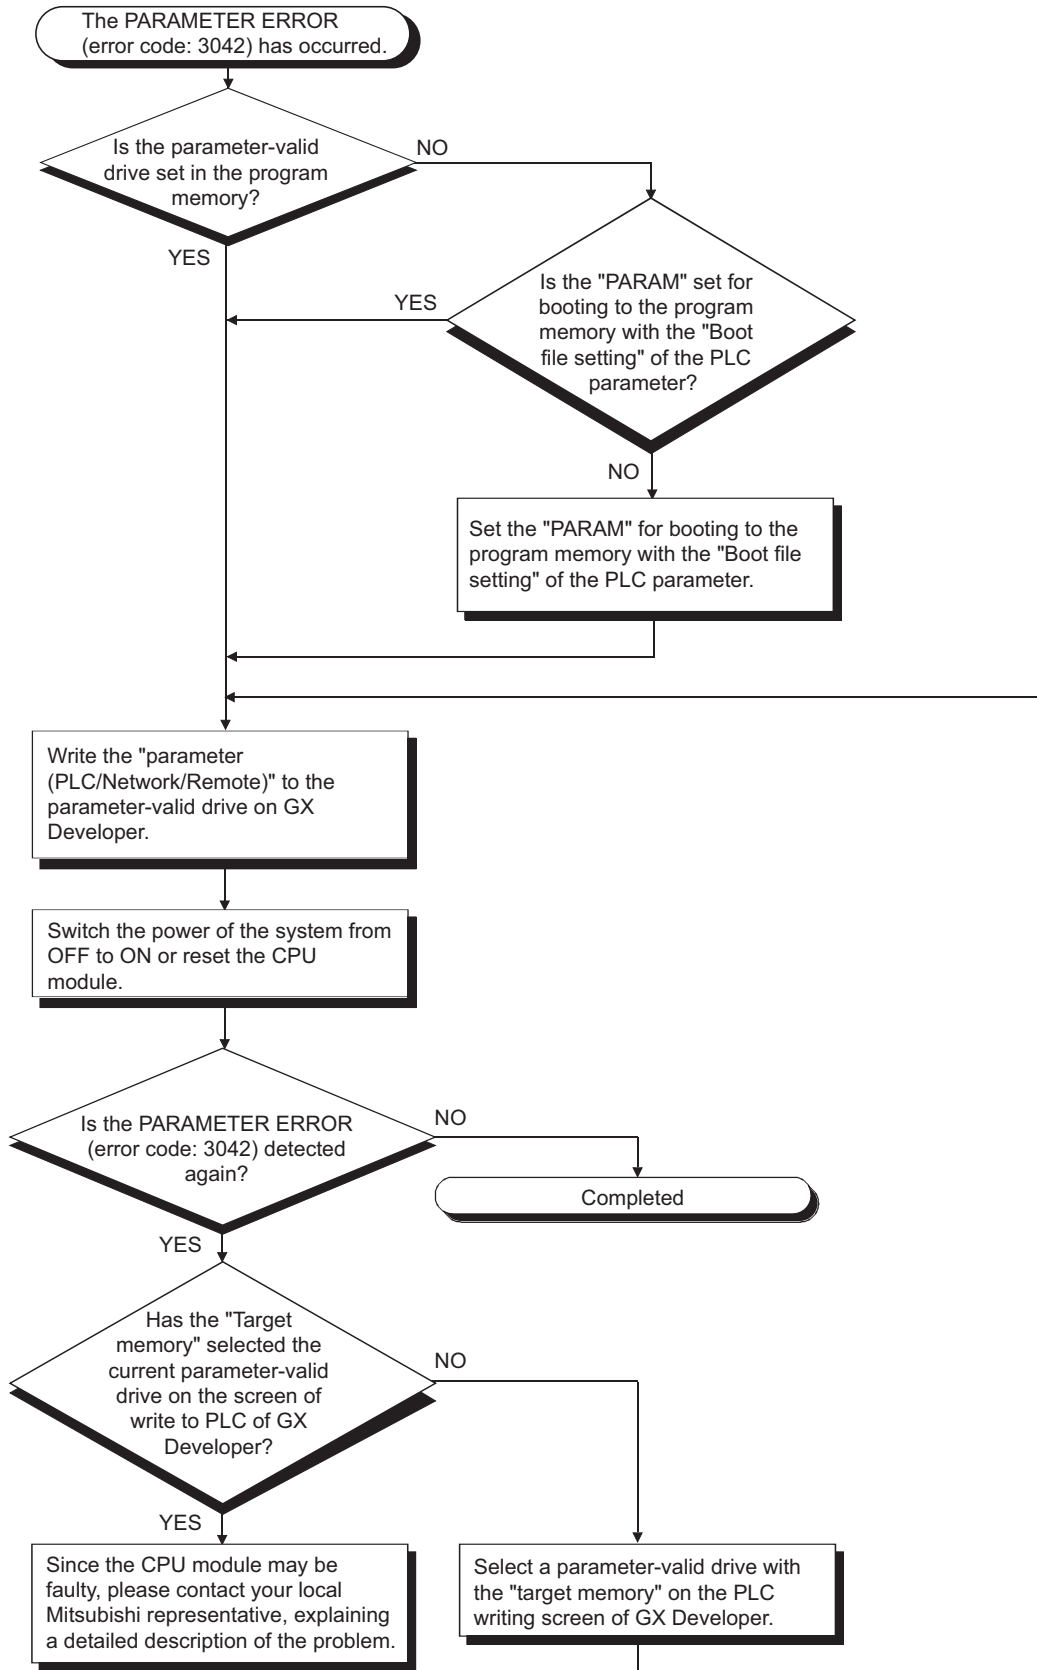 The PARAMETER ERROR
(error code: 3042) has occurred.
Is the parameter-valid
drive set in the program
memory?
NO
YES
Is the "PARAM" set for
booting to the program
memory with the "Boot
file setting" of the PLC
parameter?
YES
NO
Set the "PARAM" for booting to the
program memory with the "Boot file
setting" of the PLC parameter.
Write the "parameter
(PLC/Network/Remote)" to the
parameter-valid drive on GX
Developer.
Switch the power of the system from
OFF to ON or reset the CPU
module.
Is the PARAMETER ERROR
(error code: 3042) detected
again?
NO
Completed
YES
Has the "Target
memory" selected the
current parameter-valid
drive on the screen of
write to PLC of GX
Developer?
NO
YES
Since the CPU module may be
faulty, please contact your local
Mitsubishi representative, explaining
a detailed description of the problem.
Select a parameter-valid drive with
the "target memory" on the PLC
writing screen of GX Developer.